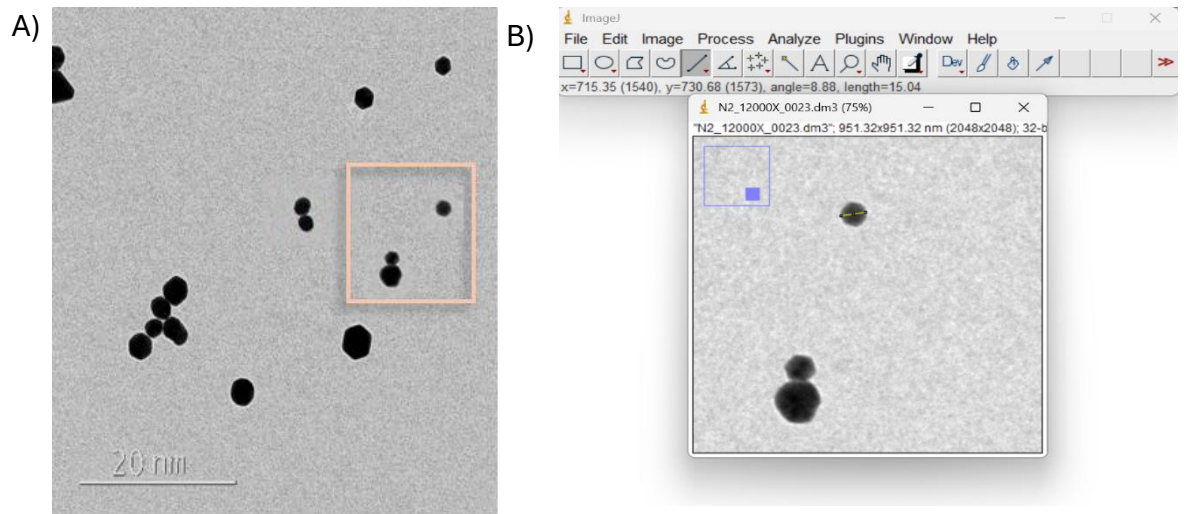 A)
B)
ImageJ
File Edit Image Process Analyze Plugins Window Help
Dev
x=715.35 (1540), y=730.68 (1573), angle=8.88, length=15.04
N2_12000X_0023.dm3 (75%)
"N2_12000X_0023.dm3"; 951.32x951.32 nm (2048x2048); 32-b
20 nm